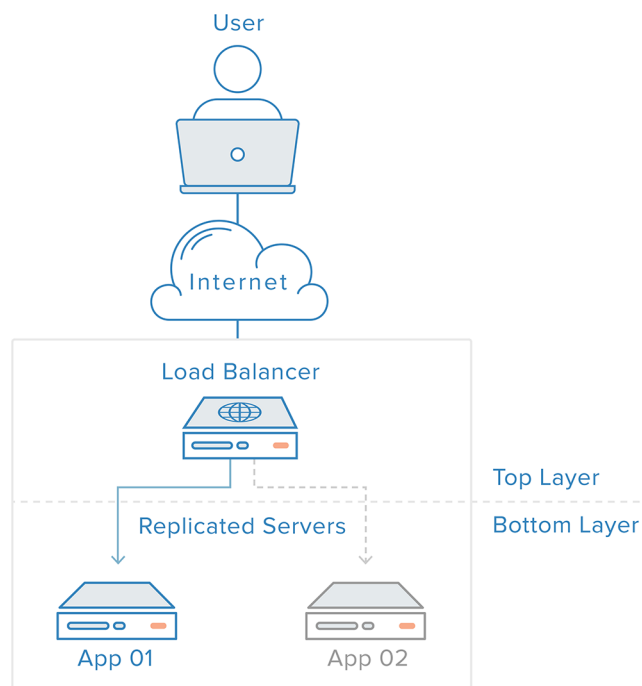 User
Internet
Load Balancer
Top Layer
Replicated Servers
Bottom Layer
App 01
App 02